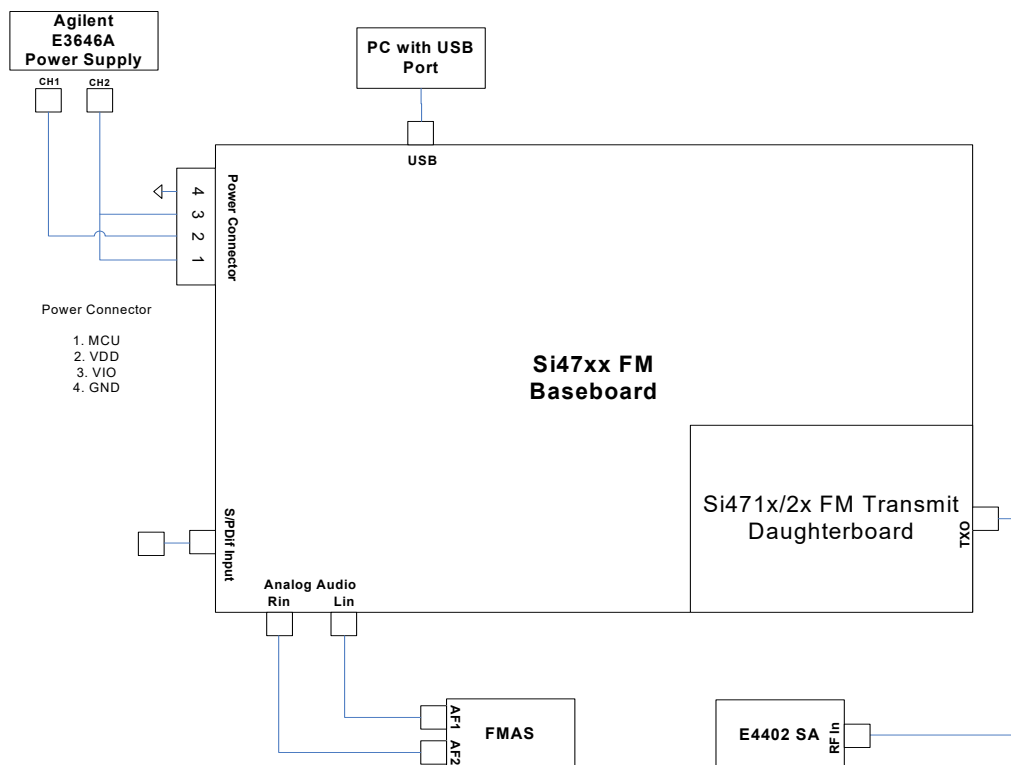 Agilent
E3646A
Power Supply
CH1
CH2
PC with USB
Port
USB
4
3
2
1
Power Connector
Power Connector
1. MCU
2. VDD
3. VIO
4. GND
Si47xx FM
Baseboard
Si471x/2x FM Transmit
Daughterboard
TXO
S/PDif Input
Analog Audio
Rin
Lin
AF1
AF2
FMAS
E4402 SA
RF In